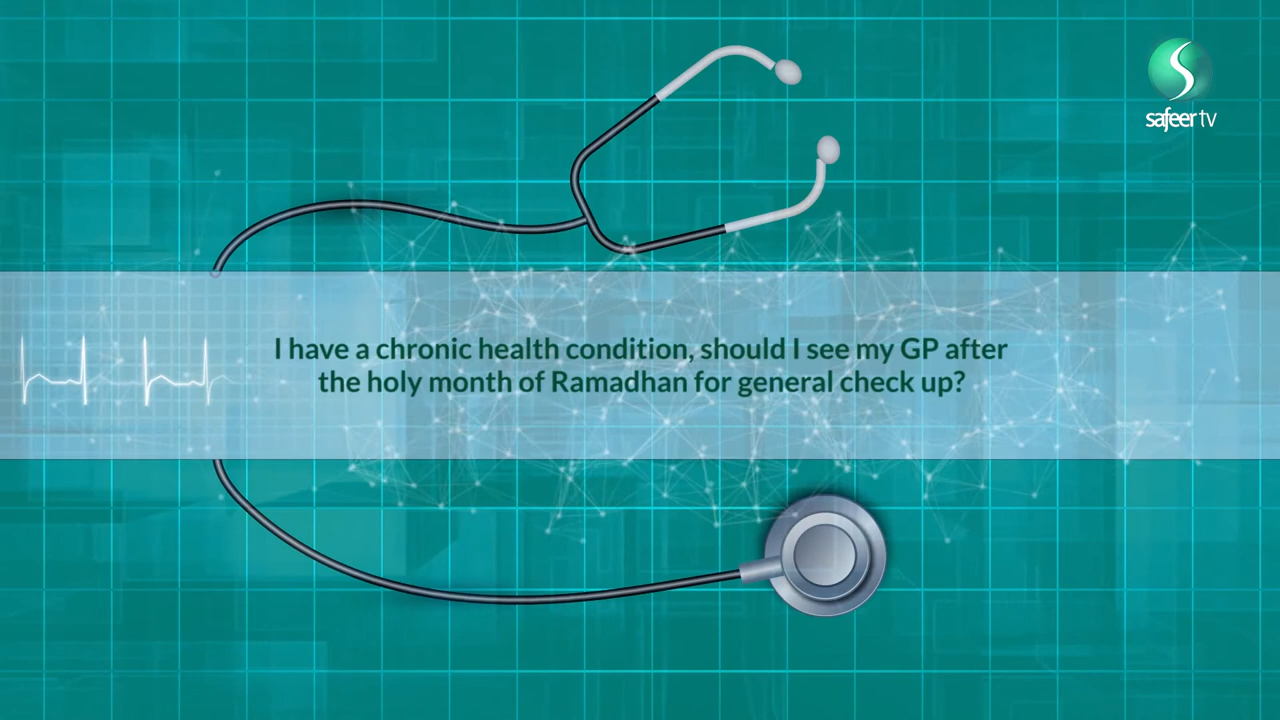 safeer tv
I have a chronic health condition, should I see my GP after
the holy month of Ramadhan for general check up?